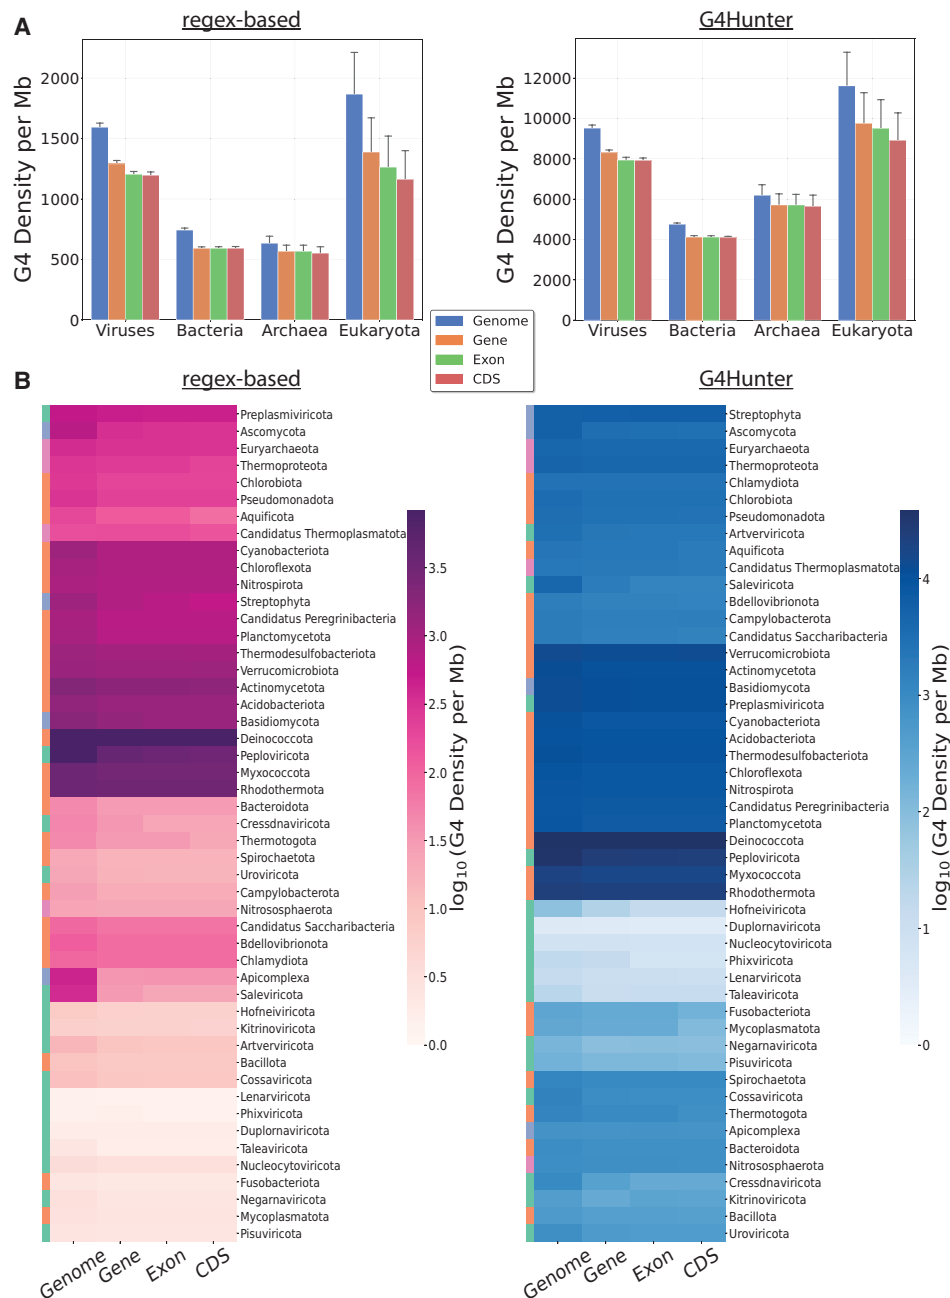 A
regex-based
G4Hunter
G4 Density per Mb
2000
1500
1000
500
0
Viruses
Bacteria
Archaea
Eukaryota
G4 Density per Mb
12000
10000
8000
6000
4000
2000
0
Viruses
Bacteria
Archaea
Eukaryota
Genome
Gene
Exon
CDS
B
regex-based
G4Hunter
Preplasmiviricota
Ascomycota
Euryarchaeota
Thermoproteota
Chlorobiota
Pseudomonadota
Aquificota
Candidatus Thermoplasmatota
Cyanobacteriota
Chloroflexota
Nitrospirota
Streptophyta
Candidatus Peregrinibacteria
Planctomycetota
Thermodesulfobacteriota
Verrucomicrobiota
Actinomycetota
Acidobacteriota
Basidiomycota
Deinococcota
Peploviricota
Myxococcota
Rhodothermota
Bacteroidota
Cressdnaviricota
Thermotogota
Spirochaetota
Uroviricota
Campylobacterota
Nitrososphaerota
Candidatus Saccharibacteria
Bdellovibrionota
Chlamydiota
Apicomplexa
Saleviricota
Hofneiviricota
Kitrinoviricota
Artverviricota
Bacillota
Cossaviricota
Lenarviricota
Phixviricota
Duplornaviricota
Taleaviricota
Nucleocytoviricota
Fusobacteriota
Negarnaviricota
Mycoplasmatota
Pisuviricota
Genome
Gene
Exon
CDS
3.5
3.0
2.5
2.0
1.5
1.0
0.5
0.0
log₁₀ (G4 Density per Mb)
Streptophyta
Ascomycota
Euryarchaeota
Thermoproteota
Chlamydiota
Chlorobiota
Pseudomonadota
Artverviricota
Aquificota
Candidatus Thermoplasmatota
Saleviricota
Bdellovibrionota
Campylobacterota
Candidatus Saccharibacteria
Verrucomicrobiota
Actinomycetota
Basidiomycota
Preplasmiviricota
Cyanobacteriota
Acidobacteriota
Thermodesulfobacteriota
Chloroflexota
Nitrospirota
Candidatus Peregrinibacteria
Planctomycetota
Deinococcota
Peploviricota
Myxococcota
Rhodothermota
Hofneiviricota
Duplornaviricota
Nucleocytoviricota
Phixviricota
Lenarviricota
Taleaviricota
Fusobacteriota
Mycoplasmatota
Negarnaviricota
Pisuviricota
Spirochaetota
Cossaviricota
Thermotogota
Apicomplexa
Bacteroidota
Nitrososphaerota
Cressdnaviricota
Kitrinoviricota
Bacillota
Uroviricota
Genome
Gene
Exon
CDS
4
3
2
1
0
log₁₀ (G4 Density per Mb)